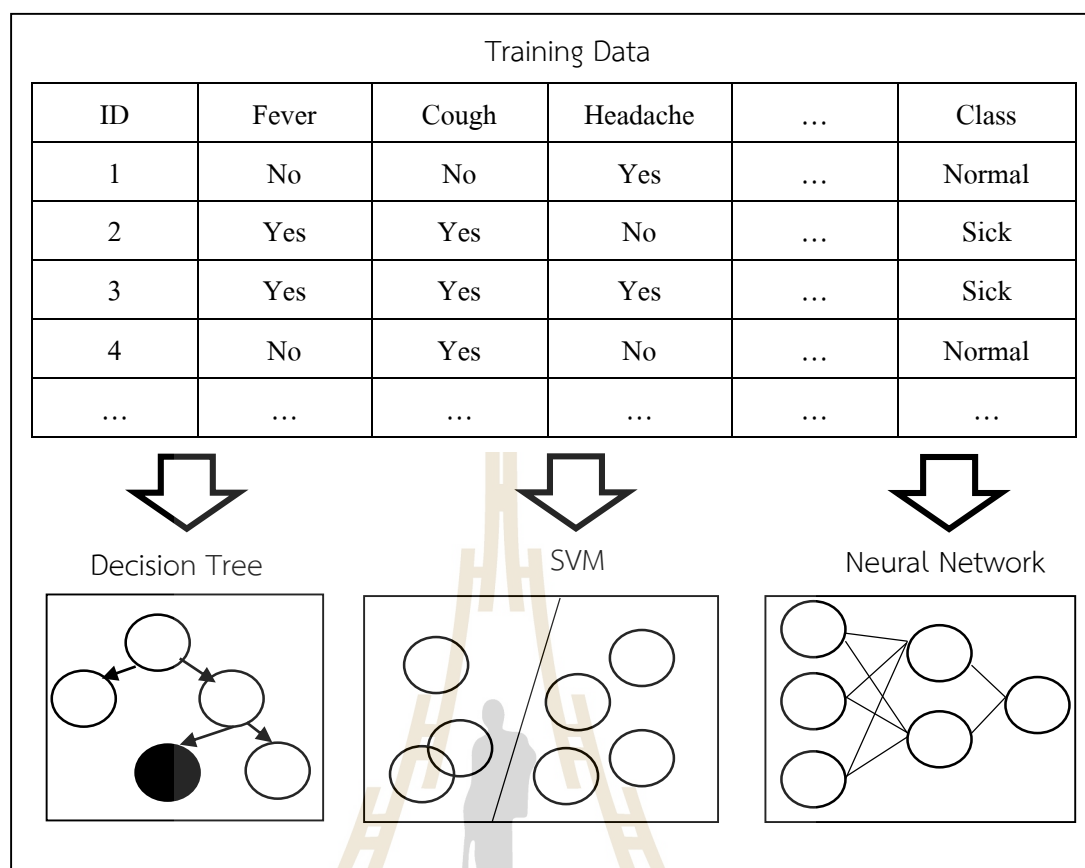 Training Data
ID Fever Cough Headache … Class
1 No No Yes … Normal
2 Yes Yes No … Sick
3 Yes Yes Yes … Sick
4 No Yes No … Normal
… … … … … …
Decision Tree SVM Neural Network